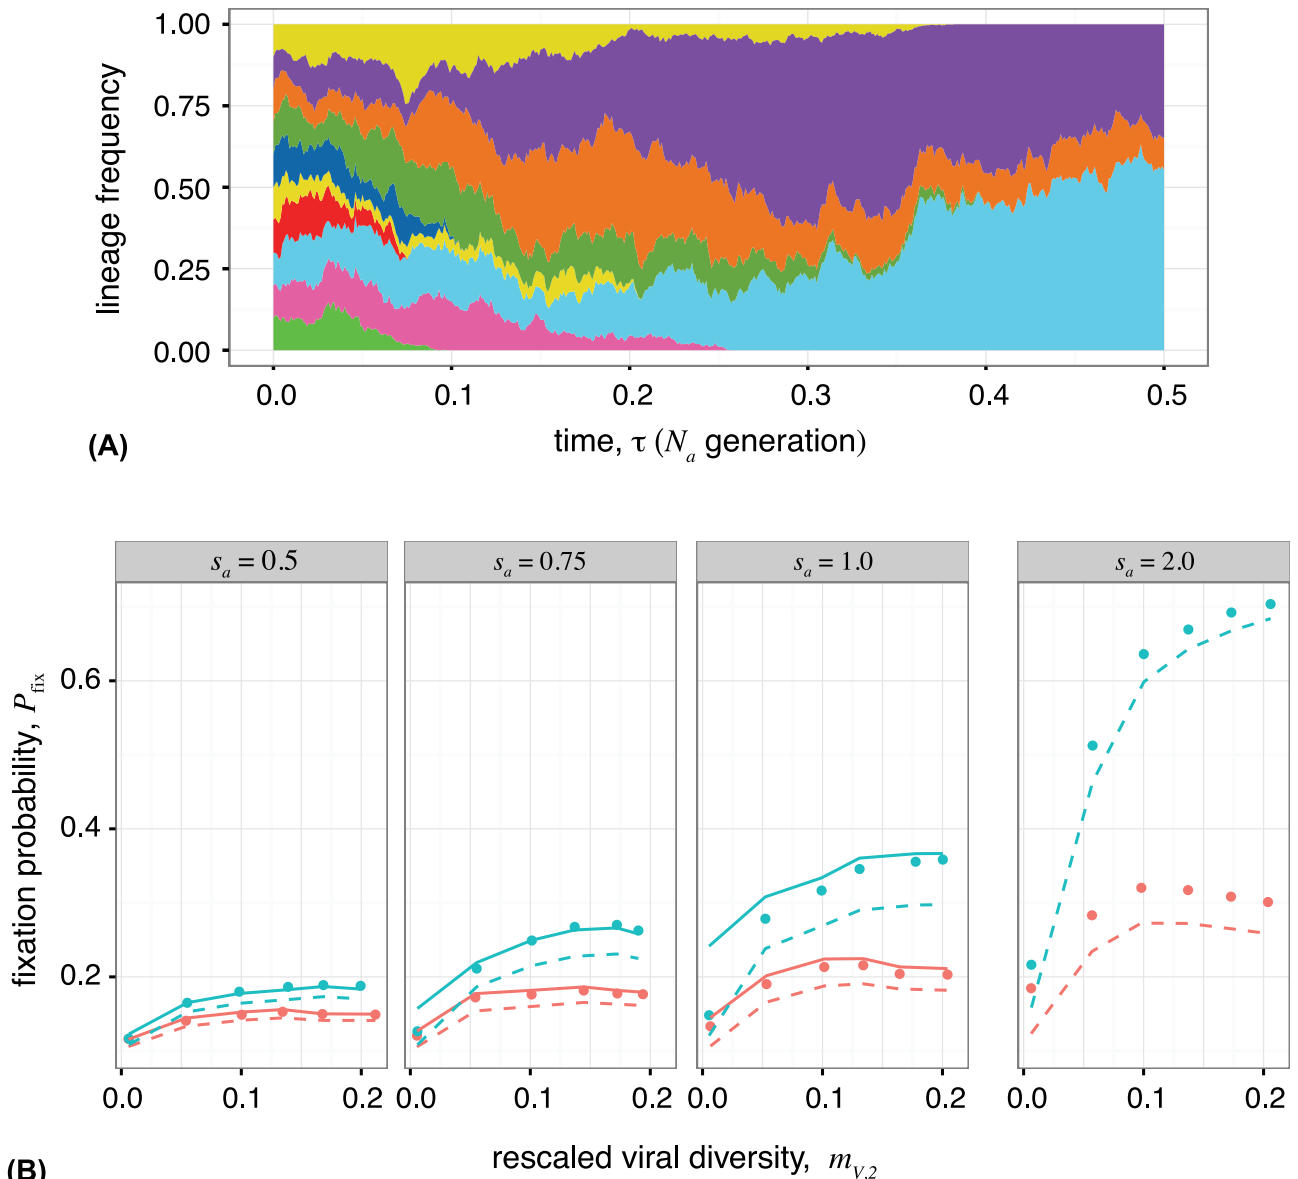 1.00
0.75
0.50
0.25
0.00
lineage frequency
0.0 0.1 0.2 0.3 0.4 0.5
time, τ (N_a generation)
(A)
s_a = 0.5 s_a = 0.75 s_a = 1.0 s_a = 2.0
0.6
0.4
0.2
fixation probability, P_fix
0.0 0.1 0.2 0.0 0.1 0.2 0.0 0.1 0.2 0.0 0.1 0.2
rescaled viral diversity, m_V,2
(B)